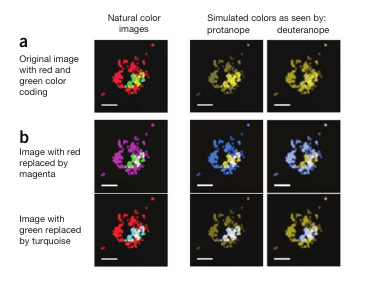 Natural color
images
Simulated colors as seen by:
protanope
deuteranope
a
Original image
with red and
green color
coding
b
Image with red
replaced by
magenta
Image with
green replaced
by turquoise